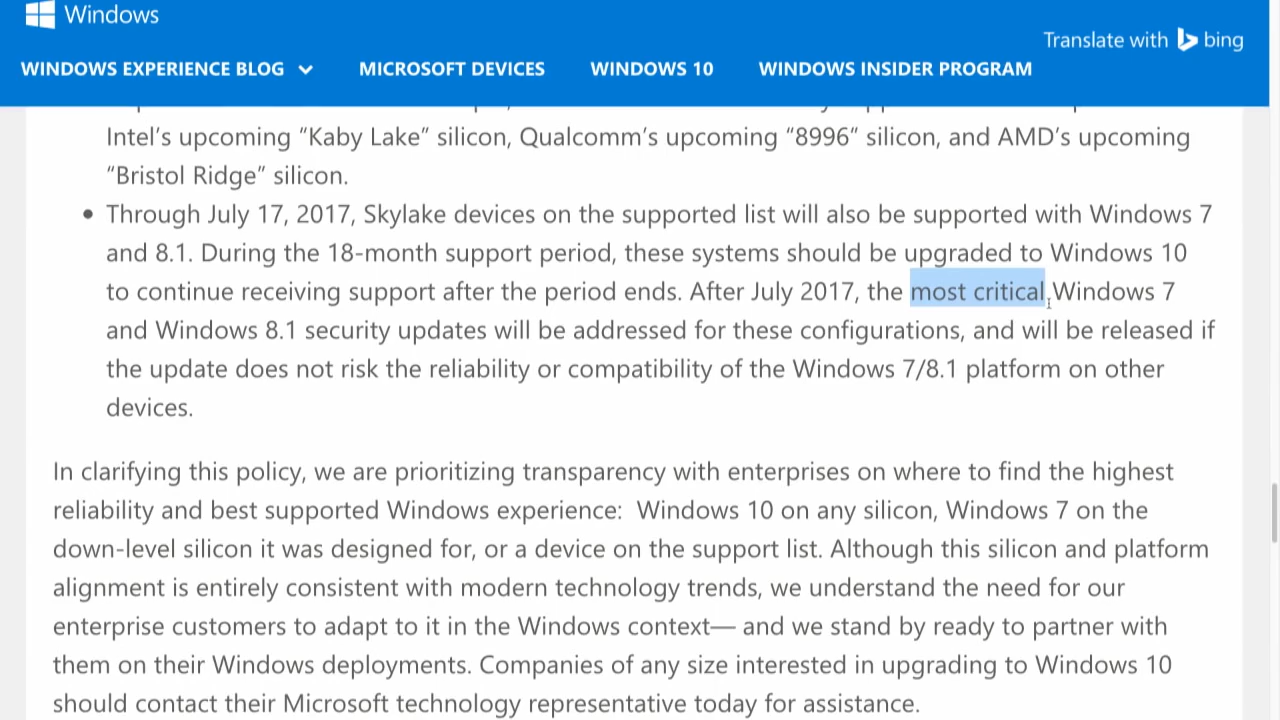 Windows
Translate with bing
WINDOWS EXPERIENCE BLOG MICROSOFT DEVICES WINDOWS 10 WINDOWS INSIDER PROGRAM
Intel’s upcoming “Kaby Lake” silicon, Qualcomm’s upcoming “8996” silicon, and AMD’s upcoming
“Bristol Ridge” silicon.
• Through July 17, 2017, Skylake devices on the supported list will also be supported with Windows 7
and 8.1. During the 18-month support period, these systems should be upgraded to Windows 10
to continue receiving support after the period ends. After July 2017, the most critical Windows 7
and Windows 8.1 security updates will be addressed for these configurations, and will be released if
the update does not risk the reliability or compatibility of the Windows 7/8.1 platform on other
devices.
In clarifying this policy, we are prioritizing transparency with enterprises on where to find the highest
reliability and best supported Windows experience:  Windows 10 on any silicon, Windows 7 on the
down-level silicon it was designed for, or a device on the support list. Although this silicon and platform
alignment is entirely consistent with modern technology trends, we understand the need for our
enterprise customers to adapt to it in the Windows context— and we stand by ready to partner with
them on their Windows deployments. Companies of any size interested in upgrading to Windows 10
should contact their Microsoft technology representative today for assistance.